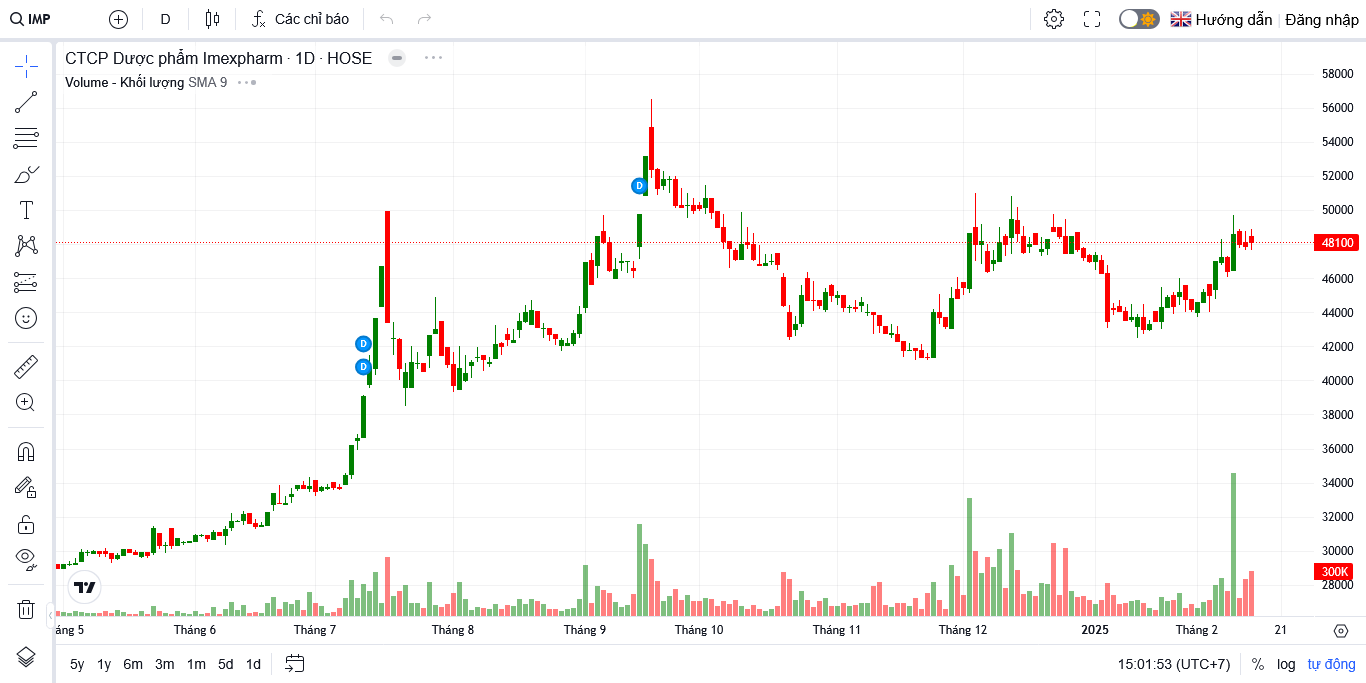 IMP D Các chỉ báo Hướng dẫn Đăng nhập
CTCP Dược phẩm Imexpharm · 1D · HOSE
Volume - Khối lượng SMA 9
58000
56000
54000
52000
50000
48100
46000
44000
42000
40000
38000
36000
34000
32000
30000
300K
28000
D
D
D
áng 5 Tháng 6 Tháng 7 Tháng 8 Tháng 9 Tháng 10 Tháng 11 Tháng 12 2025 Tháng 2 21
5y 1y 6m 3m 1m 5d 1d 15:01:53 (UTC+7) % log tự động